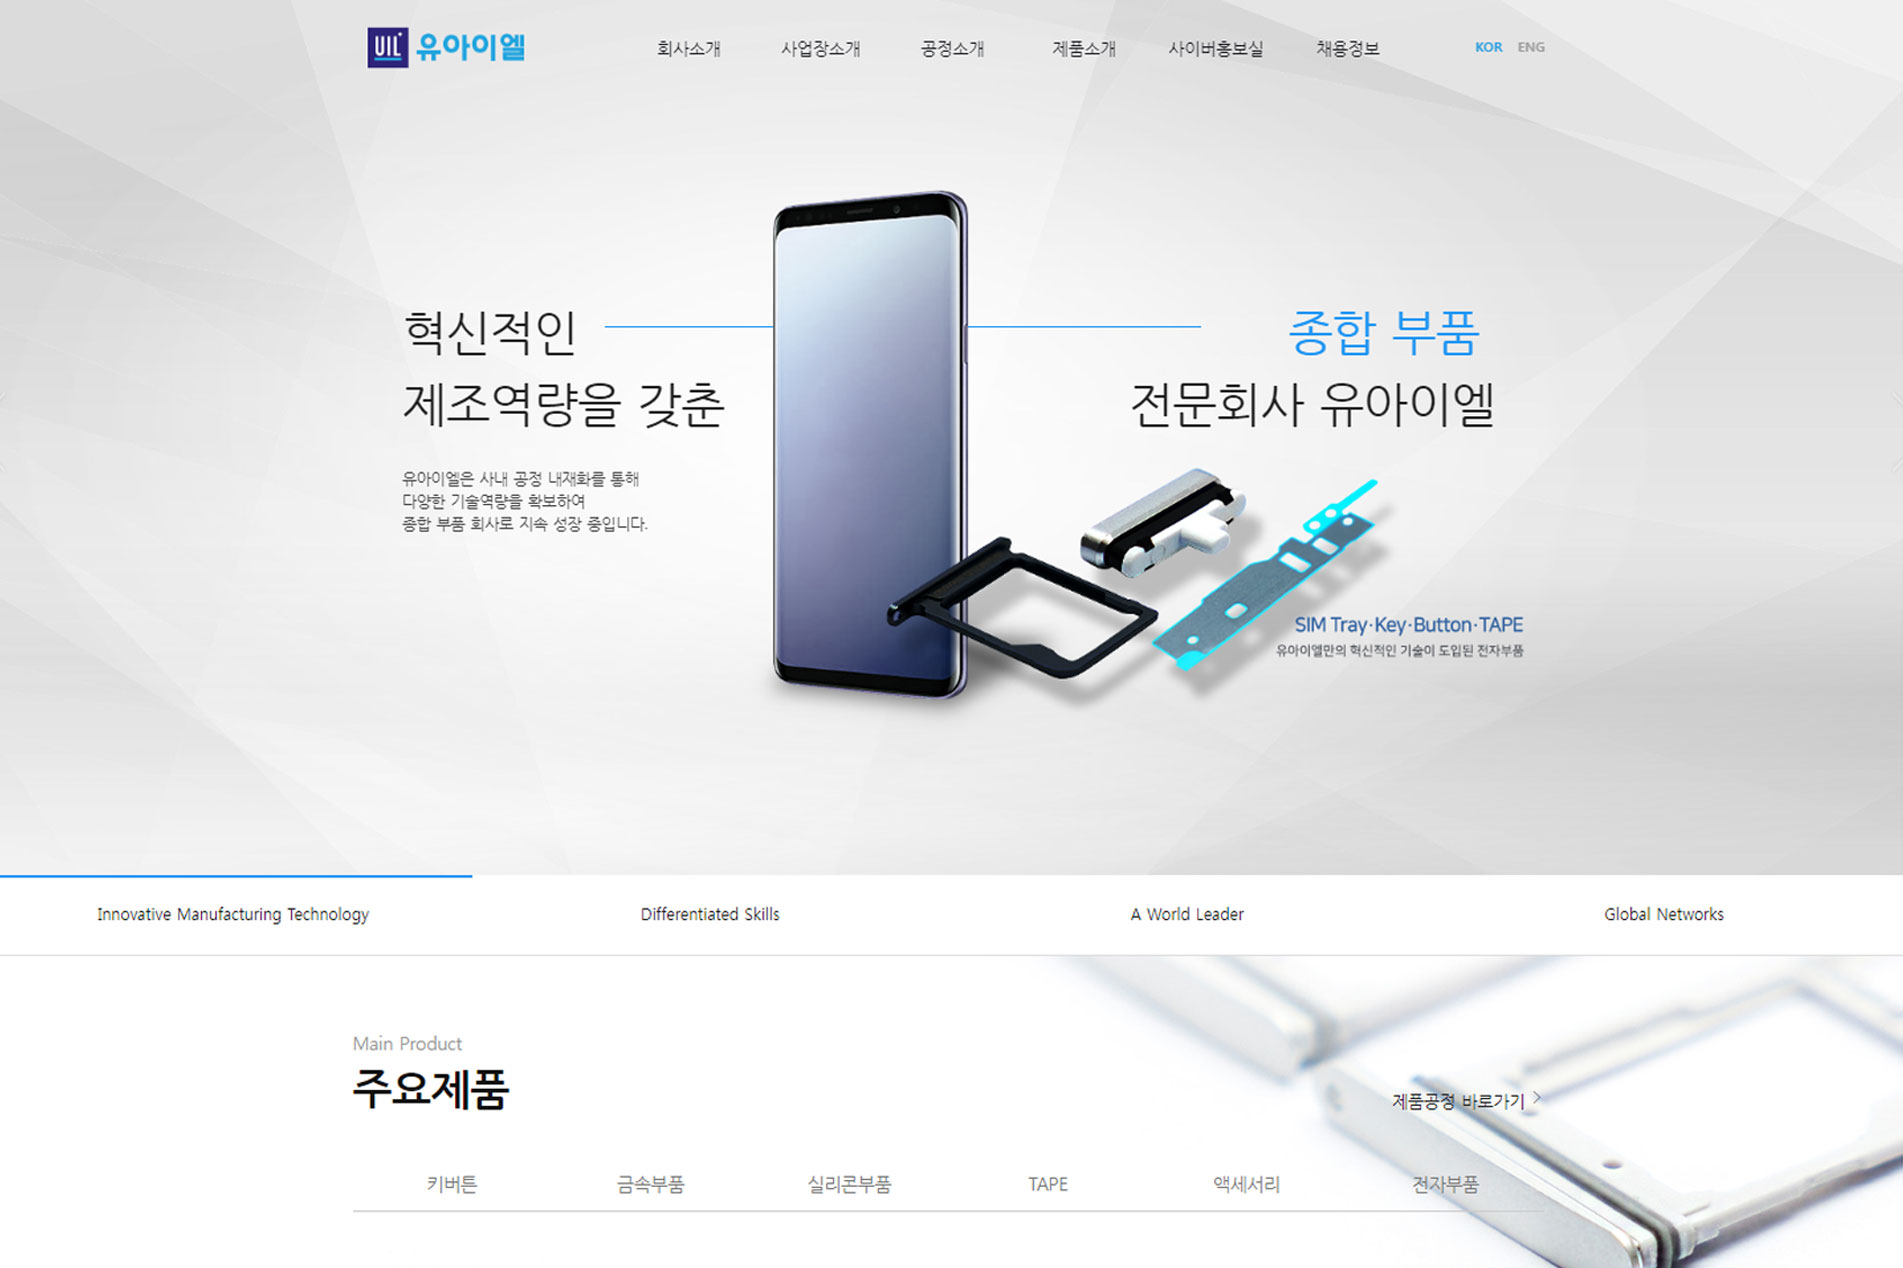 UIL 유아이엘
회사소개 사업장소개 공정소개 제품소개 사이버홍보실 채용정보 KOR ENG
혁신적인
제조역량을 갖춘
유아이엘은 사내 공정 내재화를 통해
다양한 기술역량을 확보하여
종합 부품 회사로 지속 성장 중입니다.
종합 부품
전문회사 유아이엘
SIM Tray·Key·Button·TAPE
유아이엘만의 혁신적인 기술이 도입된 전자부품
Innovative Manufacturing Technology Differentiated Skills A World Leader Global Networks
Main Product
주요제품
제품공정 바로가기
키버튼 금속부품 실리콘부품 TAPE 액세서리 전자부품